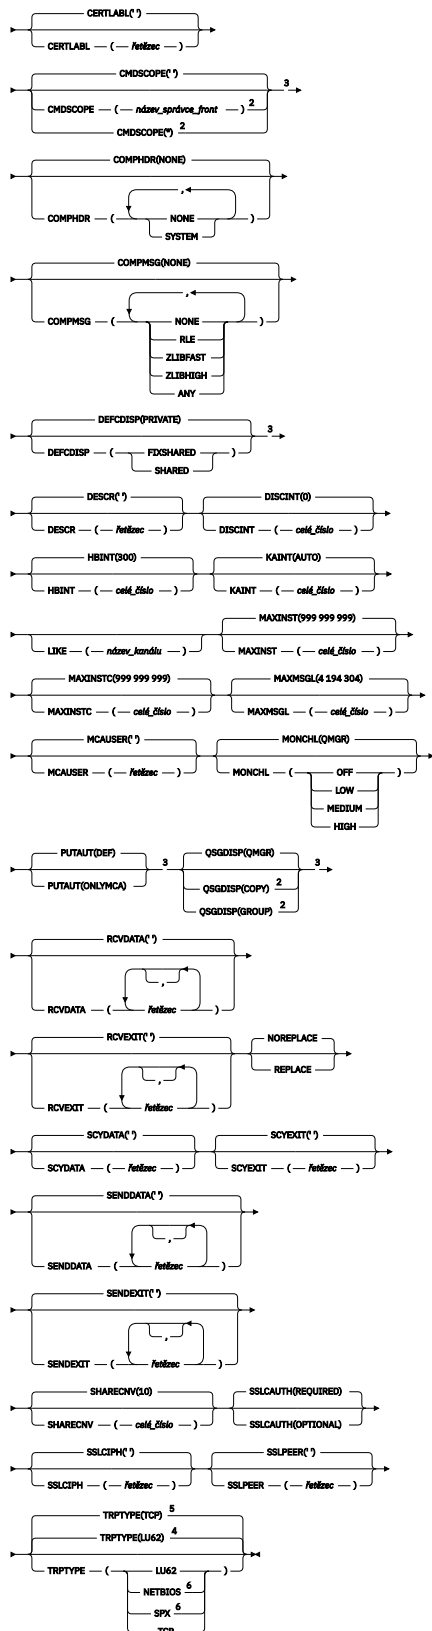 CERTLABL(' ')
CERTLABL ( řetězec )
CMDSCOPE(' ') 3
CMDSCOPE ( název_správce_front ) 2
CMDSCOPE(*) 2
COMPHDR(NONE)
,
COMPHDR ( NONE )
SYSTEM
COMPMSG(NONE)
,
COMPMSG ( NONE )
RLE
ZLIBFAST
ZLIBHIGH
ANY
DEFCDISP(PRIVATE) 3
DEFCDISP ( FIXSHARED )
SHARED
DESCR(' ') DISCINT(0)
DESCR ( řetězec ) DISCINT ( celé_číslo )
HBINT(300) KAINT(AUTO)
HBINT ( celé_číslo ) KAINT ( celé_číslo )
MAXINST(999 999 999)
LIKE ( název_kanálu ) MAXINST ( celé_číslo )
MAXINSTC(999 999 999) MAXMSGL(4 194 304)
MAXINSTC ( celé_číslo ) MAXMSGL ( celé_číslo )
MCAUSER(' ') MONCHL(QMGR)
MCAUSER ( řetězec ) MONCHL ( OFF )
LOW
MEDIUM
HIGH
PUTAUT(DEF) 3 QSGDISP(QMGR) 3
PUTAUT(ONLYMCA) QSGDISP(COPY) 2
QSGDISP(GROUP) 2
RCVDATA(' ')
,
RCVDATA ( řetězec )
RCVEXIT(' ') NOREPLACE
, REPLACE
RCVEXIT ( řetězec )
SCYDATA(' ') SCYEXIT(' ')
SCYDATA ( řetězec ) SCYEXIT ( řetězec )
SENDDATA(' ')
,
SENDDATA ( řetězec )
SENDEXIT(' ')
,
SENDEXIT ( řetězec )
SHARECNV(10) SSLCAUTH(REQUIRED)
SHARECNV ( celé_číslo ) SSLCAUTH(OPTIONAL)
SSLCIPH(' ') SSLPEER(' ')
SSLCIPH ( řetězec ) SSLPEER ( řetězec )
TRPTYPE(TCP) 5
TRPTYPE(LU62) 4
TRPTYPE ( LU62 )
NETBIOS 6
SPX 6